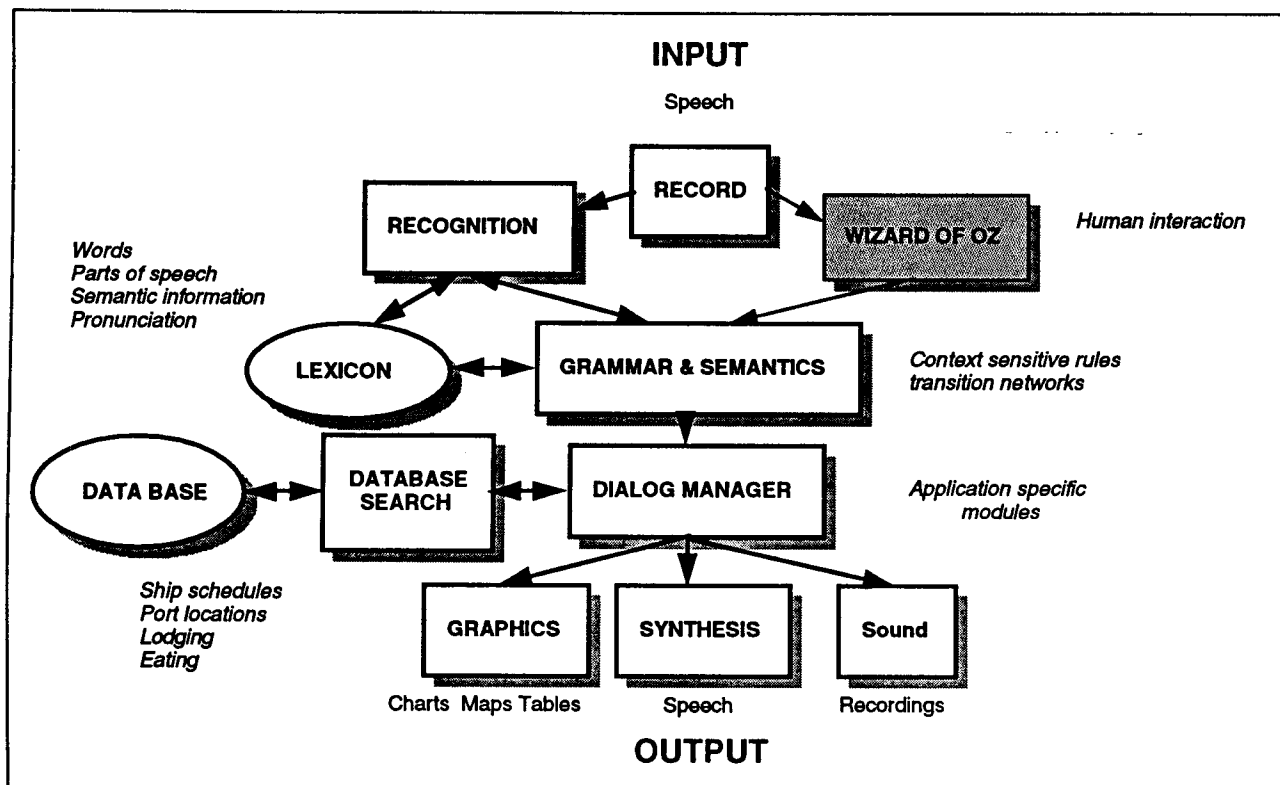 INPUT
Speech
RECORD
RECOGNITION
WIZARD OF OZ
Human interaction
Words
Parts of speech
Semantic information
Pronunciation
LEXICON
GRAMMAR & SEMANTICS
Context sensitive rules
transition networks
DATA BASE
DATABASE
SEARCH
DIALOG MANAGER
Application specific
modules
Ship schedules
Port locations
Lodging
Eating
GRAPHICS
SYNTHESIS
Sound
Charts Maps Tables
Speech
Recordings
OUTPUT